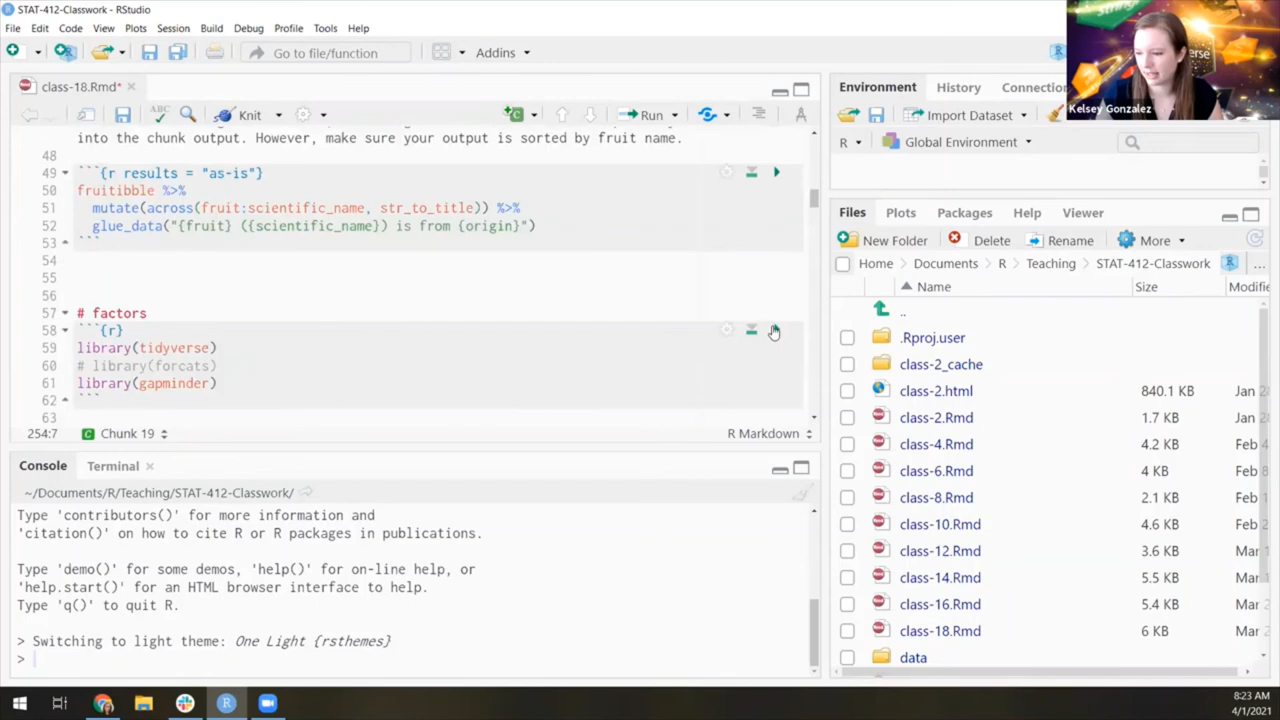 STAT-412-Classwork - RStudio
File Edit Code View Plots Session Build Debug Profile Tools Help
Go to file/function
Addins
class-18.Rmd*
Knit
Run
into the chunk output. However, make sure your output is sorted by fruit name.
48
49 ```{r results = "as-is"}
50 fruitibble %>%
51 mutate(across(fruit:scientific_name, str_to_title)) %>%
52 glue_data("{fruit} ({scientific_name}) is from {origin}")
53 ```
54
55
56
57 # factors
58 ```{r}
59 library(tidyverse)
60 # library(forcats)
61 library(gapminder)
62 ```
63
254:7 Chunk 19 R Markdown
Console Terminal
~/Documents/R/Teaching/STAT-412-Classwork/
Type 'contributors()' for more information and
'citation()' on how to cite R or R packages in publications.
Type 'demo()' for some demos, 'help()' for on-line help, or
'help.start()' for an HTML browser interface to help.
Type 'q()' to quit R.
> Switching to light theme: One Light {rsthemes}
>
Kelsey Gonzalez
Environment History Connection
Import Dataset
R Global Environment
Files Plots Packages Help Viewer
New Folder Delete Rename More
Home Documents R Teaching STAT-412-Classwork ...
Name Size Modifie
..
.Rproj.user
class-2_cache
class-2.html 840.1 KB Jan 2
class-2.Rmd 1.7 KB Jan 2
class-4.Rmd 4.2 KB Feb 4
class-6.Rmd 4 KB Feb 8
class-8.Rmd 2.1 KB Feb 1
class-10.Rmd 4.6 KB Feb 2
class-12.Rmd 3.6 KB Mar
class-14.Rmd 5.5 KB Mar
class-16.Rmd 5.4 KB Mar 2
class-18.Rmd 6 KB Mar 2
data
8:23 AM
4/1/2021